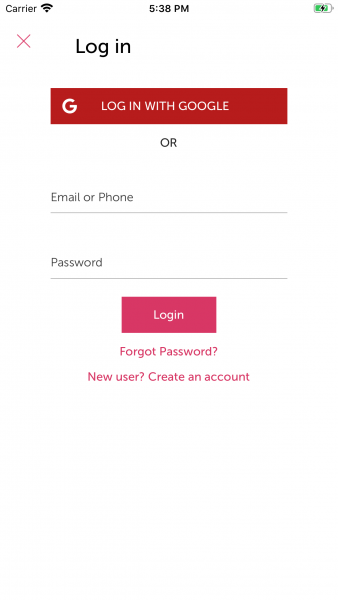 Carrier 5:38 PM
Log in
G LOG IN WITH GOOGLE
OR
Email or Phone
Password
Login
Forgot Password?
New user? Create an account